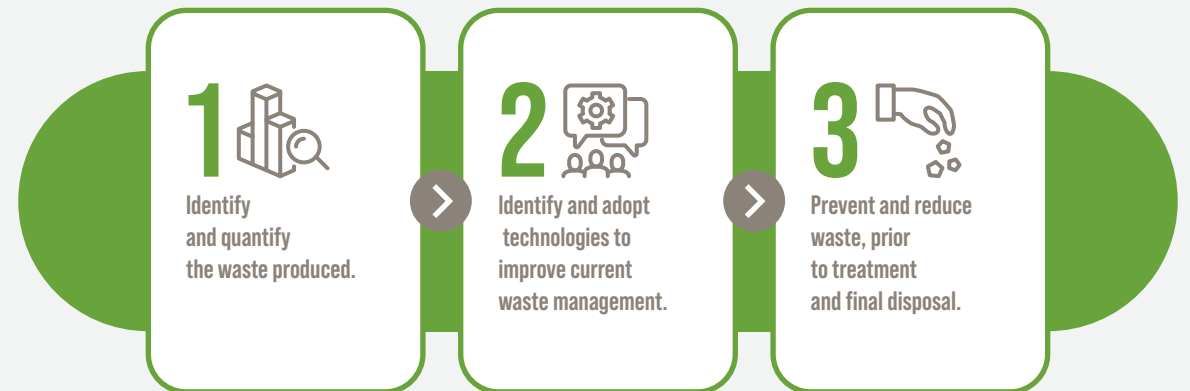 1
Identify
and quantify
the waste produced.
2
Identify and adopt
technologies to
improve current
waste management.
3
Prevent and reduce
waste, prior
to treatment
and final disposal.